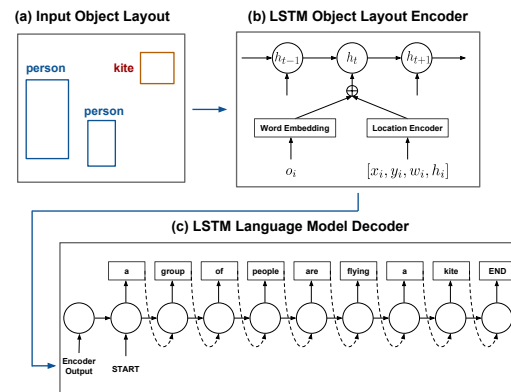 (a) Input Object Layout
person
kite
person
(b) LSTM Object Layout Encoder
h_{t-1} h_t h_{t+1}
⊕
Word Embedding Location Encoder
o_i [x_i, y_i, w_i, h_i]
(c) LSTM Language Model Decoder
a group of people are flying a kite END
Encoder
Output
START